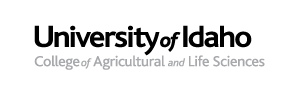 University of Idaho
College of Agricultural and Life Sciences